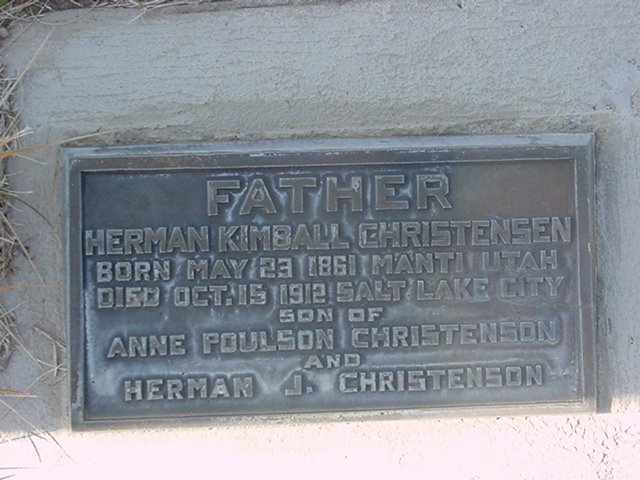 FATHER
HERMAN KIMBALL CHRISTENSEN
BORN MAY 23 1861 MANTI UTAH
DIED OCT. 15 1912 SALT LAKE CITY
SON OF
ANNE POULSON CHRISTENSON
AND
HERMAN J. CHRISTENSON